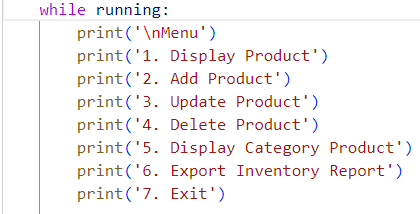 while running:
print('\nMenu')
print('1. Display Product')
print('2. Add Product')
print('3. Update Product')
print('4. Delete Product')
print('5. Display Category Product')
print('6. Export Inventory Report')
print('7. Exit')